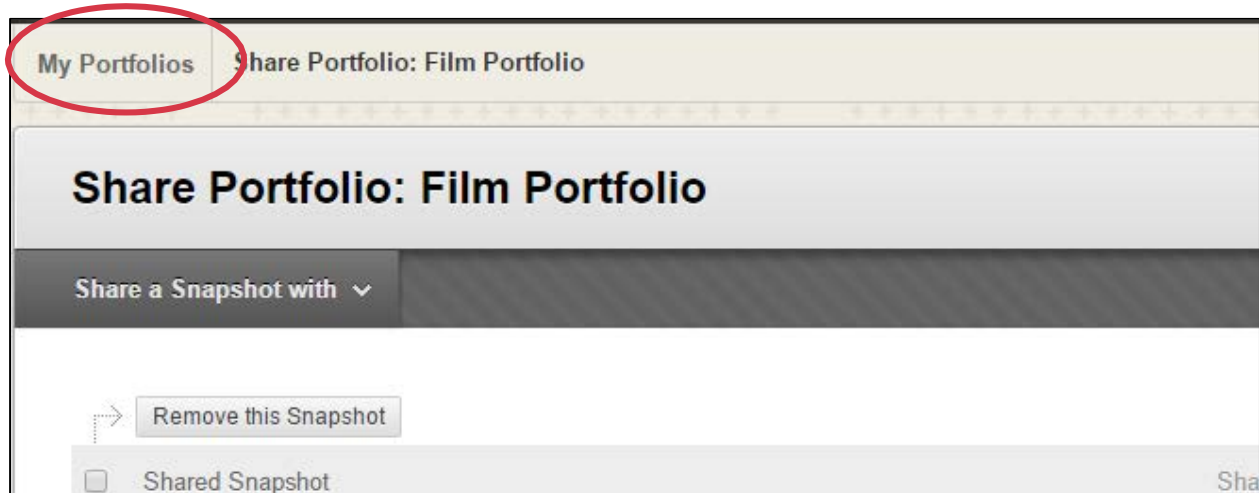 My Portfolios Share Portfolio: Film Portfolio
Share Portfolio: Film Portfolio
Share a Snapshot with
Remove this Snapshot
Shared Snapshot